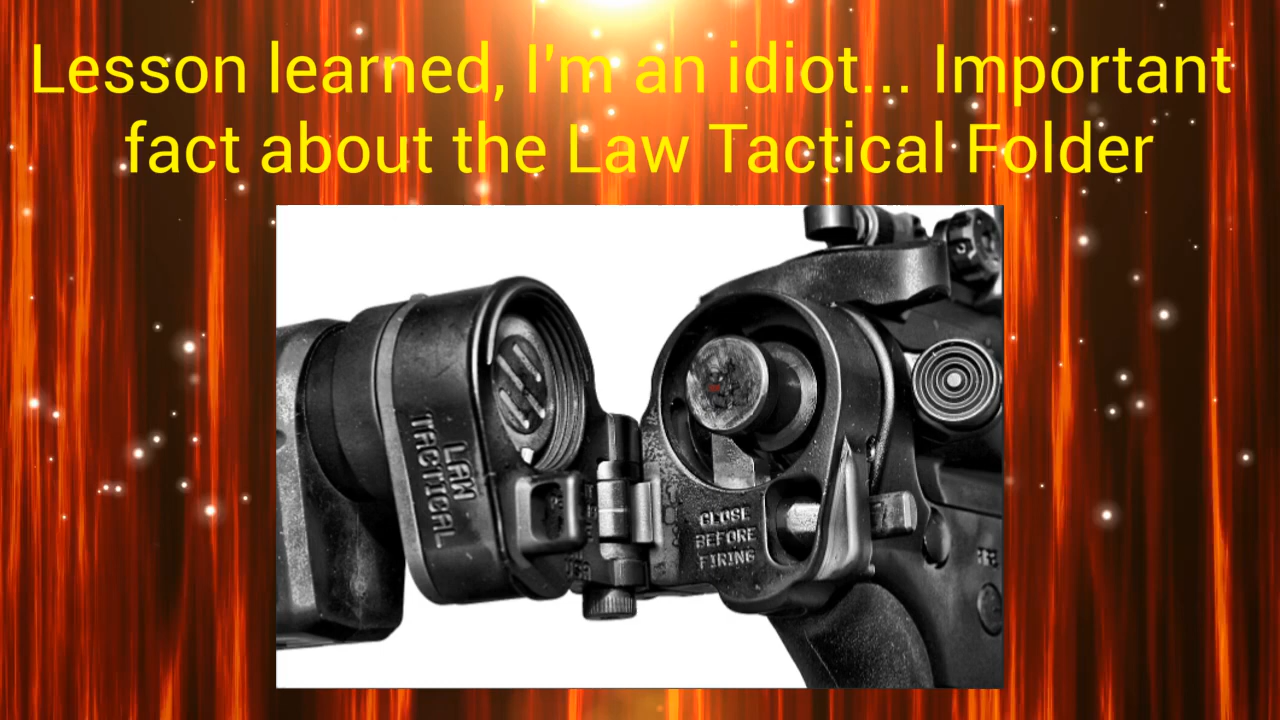 Lesson learned, I'm an idiot... Important
fact about the Law Tactical Folder
LAW
TACTICAL
CLOSE
BEFORE
FIRING